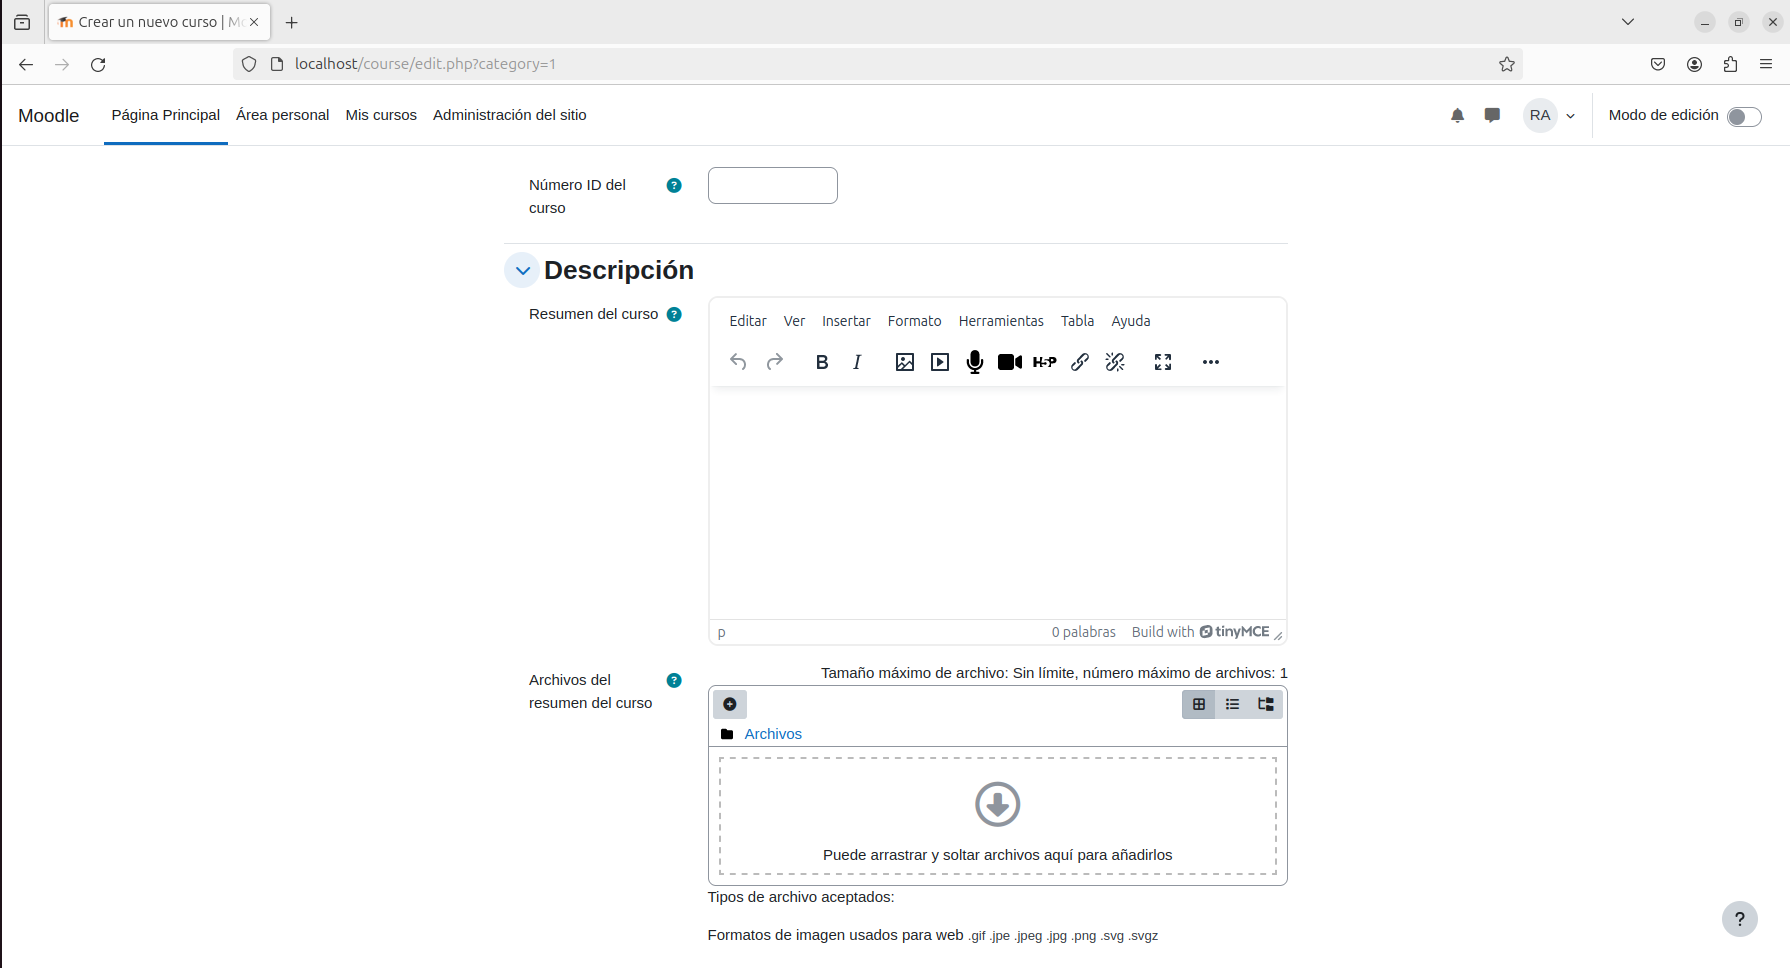 Crear un nuevo curso | Mo
localhost/course/edit.php?category=1
Moodle Página Principal Área personal Mis cursos Administración del sitio RA Modo de edición
Número ID del
curso
Descripción
Resumen del curso
Editar Ver Insertar Formato Herramientas Tabla Ayuda
B I H5P
p 0 palabras Build with tinyMCE
Tamaño máximo de archivo: Sin límite, número máximo de archivos: 1
Archivos del
resumen del curso
Archivos
Puede arrastrar y soltar archivos aquí para añadirlos
Tipos de archivo aceptados:
Formatos de imagen usados para web .gif .jpe .jpeg .jpg .png .svg .svgz
?